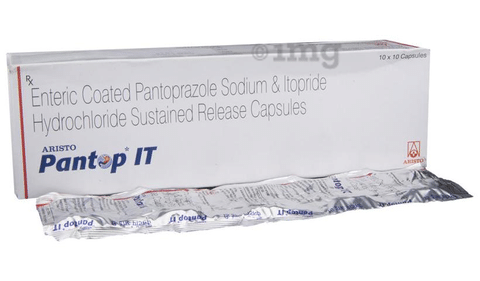 1mg
10 x 10 Capsules
Rx
Enteric Coated Pantoprazole Sodium & Itopride
Hydrochloride Sustained Release Capsules
ARISTO
Pantop® IT
ARISTO
Pantop IT